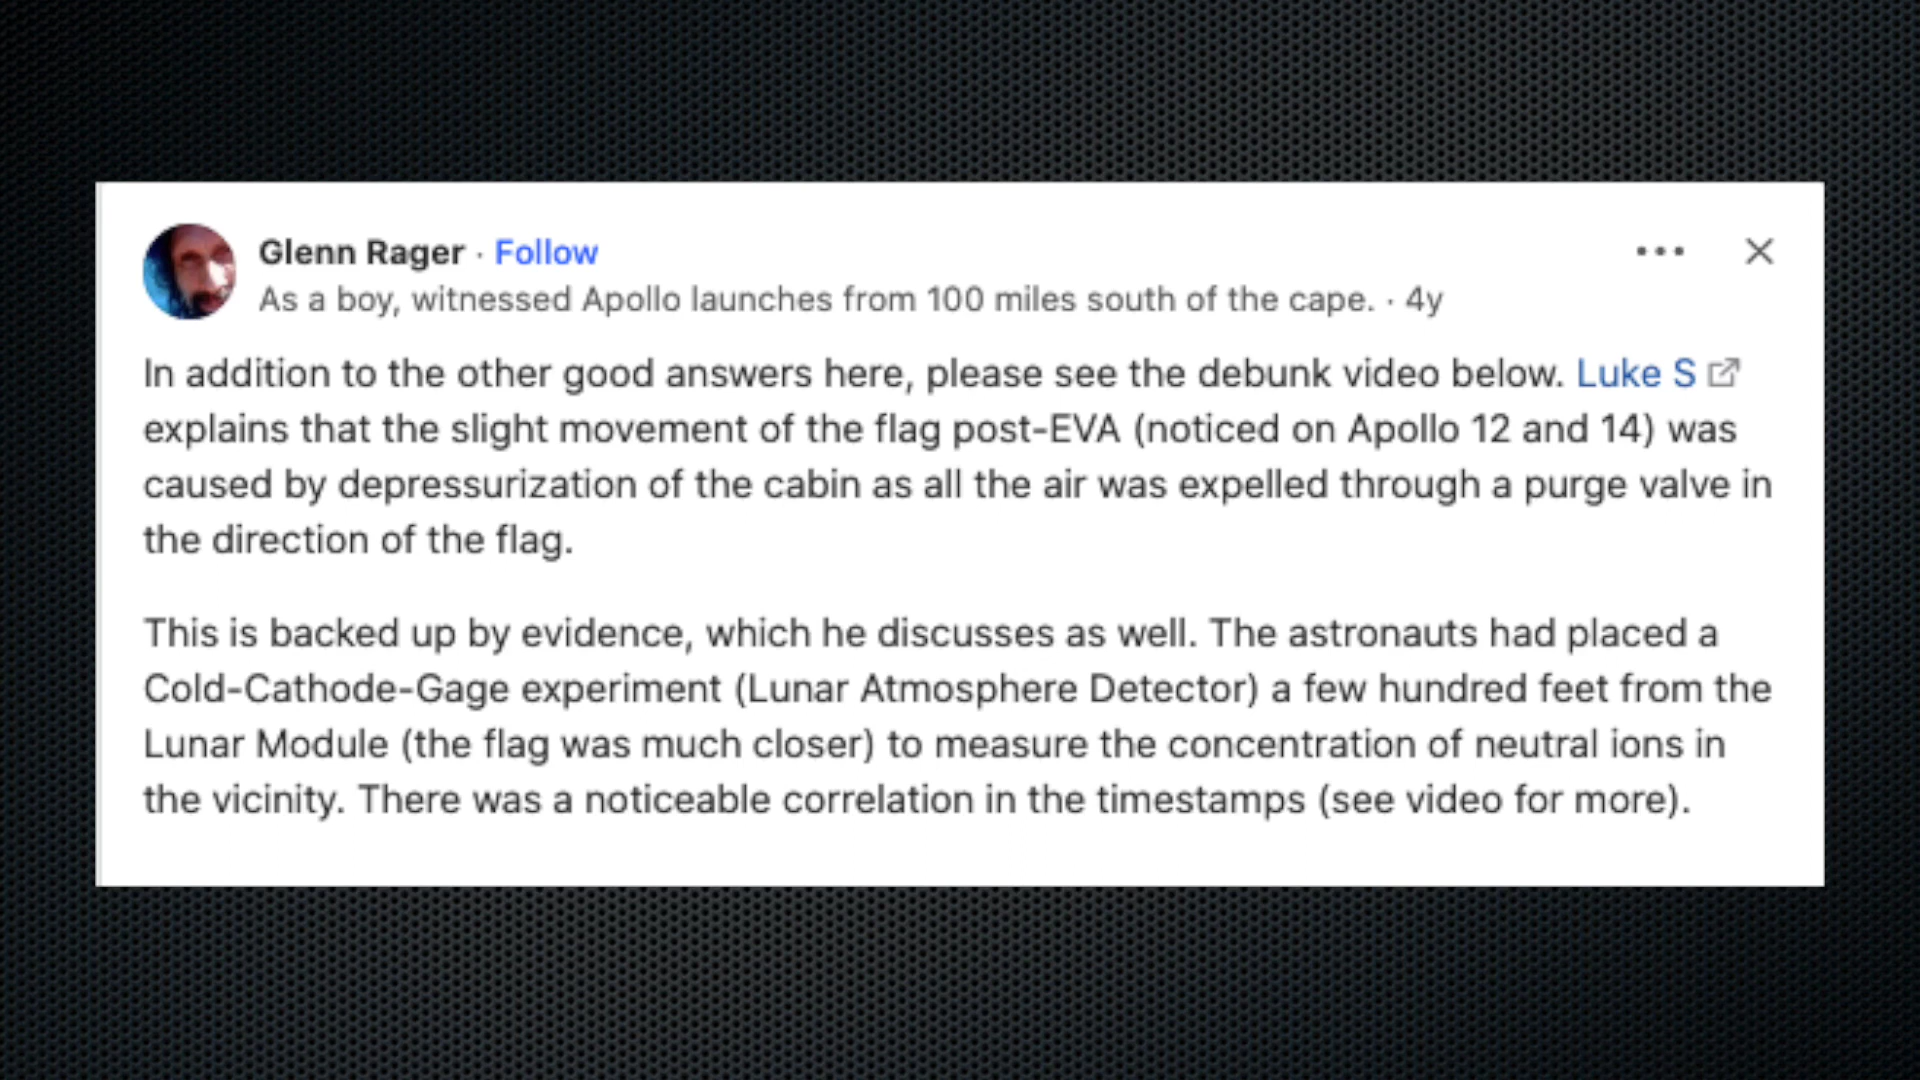 Glenn Rager · Follow
As a boy, witnessed Apollo launches from 100 miles south of the cape. · 4y
In addition to the other good answers here, please see the debunk video below. Luke S
explains that the slight movement of the flag post-EVA (noticed on Apollo 12 and 14) was
caused by depressurization of the cabin as all the air was expelled through a purge valve in
the direction of the flag.
This is backed up by evidence, which he discusses as well. The astronauts had placed a
Cold-Cathode-Gage experiment (Lunar Atmosphere Detector) a few hundred feet from the
Lunar Module (the flag was much closer) to measure the concentration of neutral ions in
the vicinity. There was a noticeable correlation in the timestamps (see video for more).